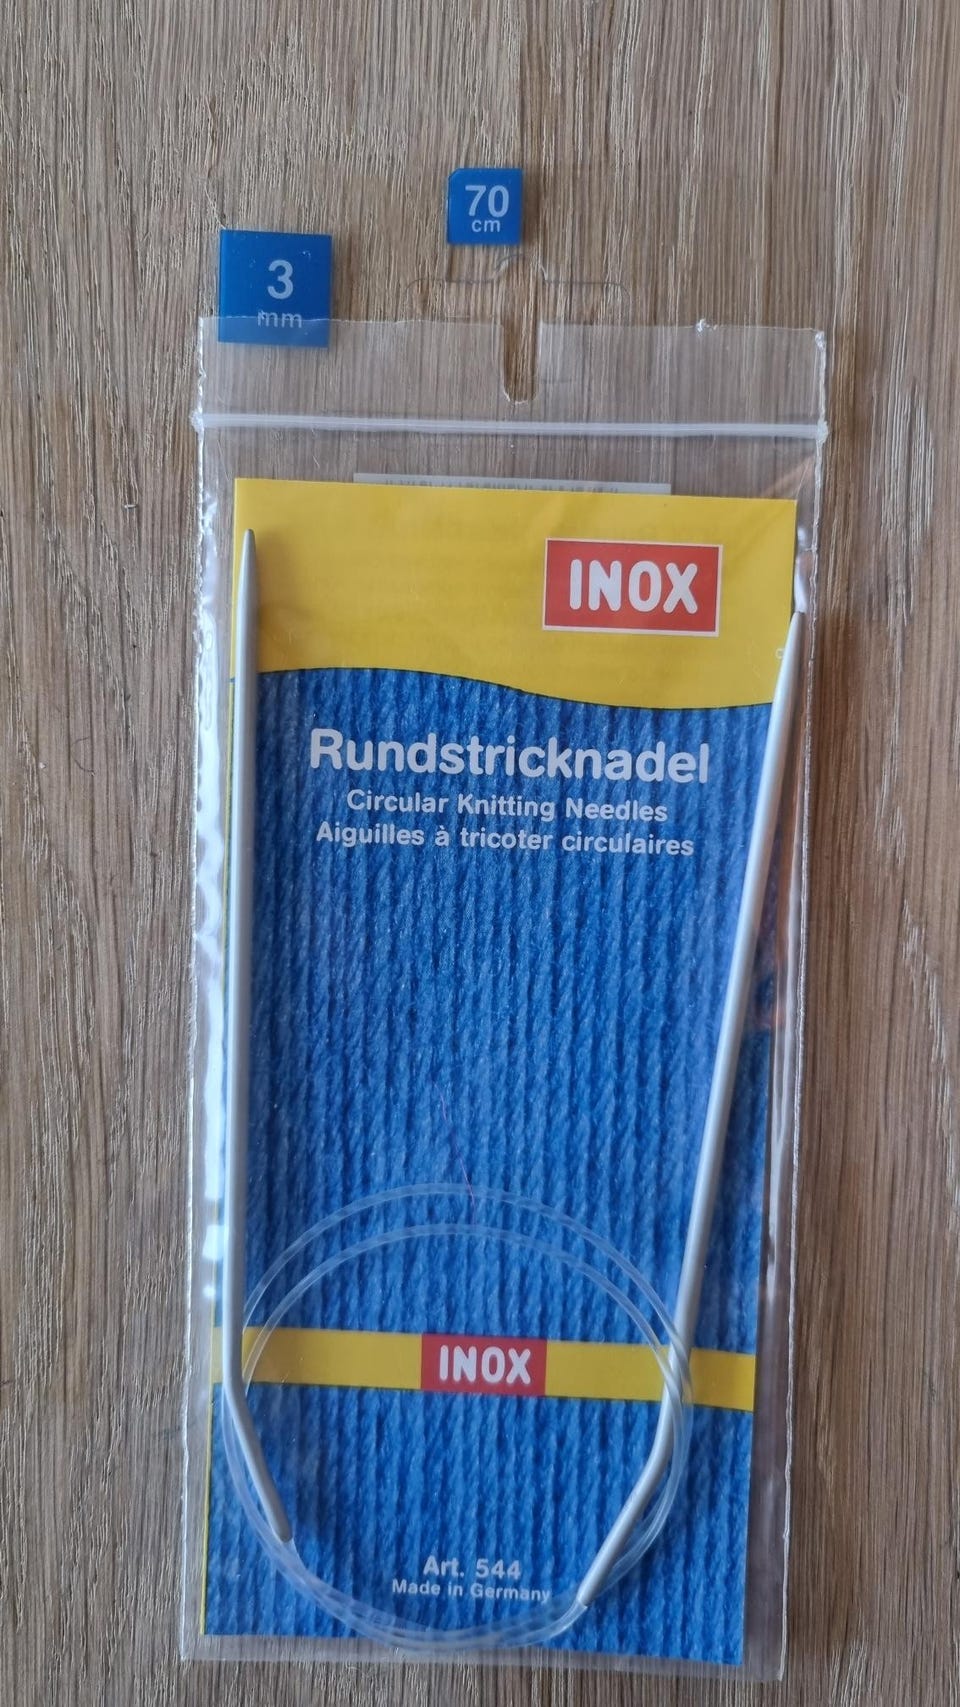 70
cm
3
mm
INOX
Rundstricknadel
Circular Knitting Needles
Aiguilles à tricoter circulaires
INOX
Art. 544
Made in Germany